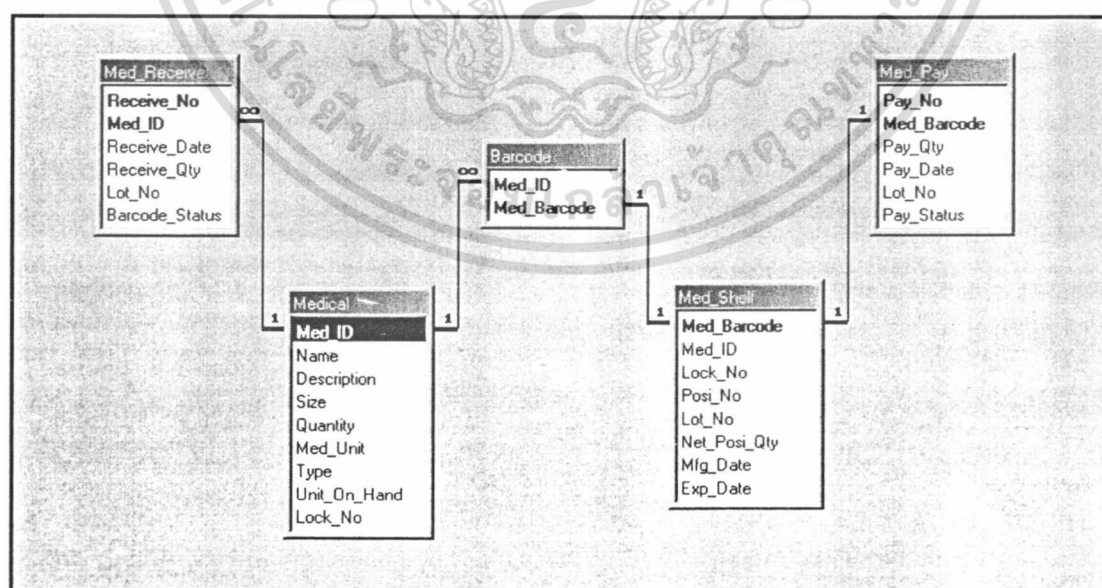 Med_Receive
Receive_No
Med_ID
Receive_Date
Receive_Qty
Lot_No
Barcode_Status
∞
1
Medical
Med_ID
Name
Description
Size
Quantity
Med_Unit
Type
Unit_On_Hand
Lock_No
1
∞
Barcode
Med_ID
Med_Barcode
1
1
Med_Shelf
Med_Barcode
Med_ID
Lock_No
Posi_No
Lot_No
Net_Posi_Qty
Mfg_Date
Exp_Date
1
1
Med_Pay
Pay_No
Med_Barcode
Pay_Qty
Pay_Date
Lot_No
Pay_Status